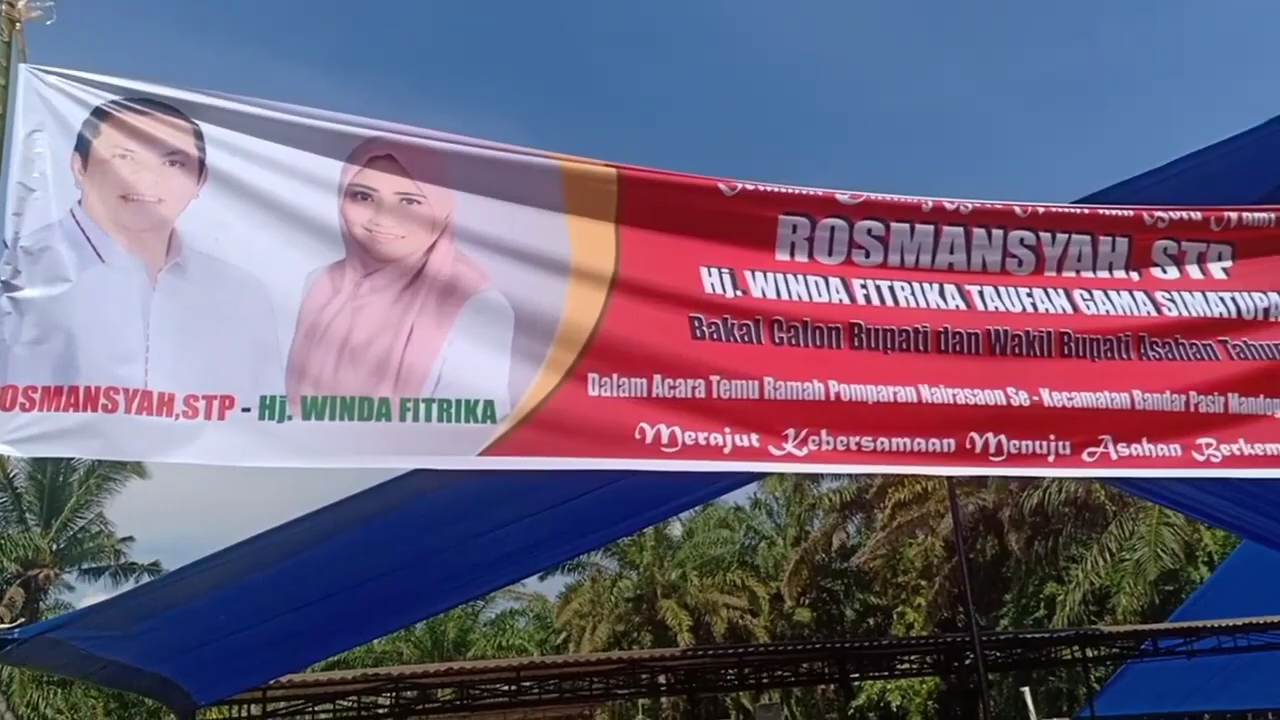 ROSMANSYAH, STP
Hj. WINDA FITRIKA TAUFAN GAMA SIMATUPA
Bakal Calon Bupati dan Wakil Bupati Asahan Tahun
Dalam Acara Temu Ramah Pomparan Nairasaon Se - Kecamatan Bandar Pasir Mandog
Merajut Kebersamaan Menuju Asahan Berkem
OSMANSYAH,STP - Hj. WINDA FITRIKA